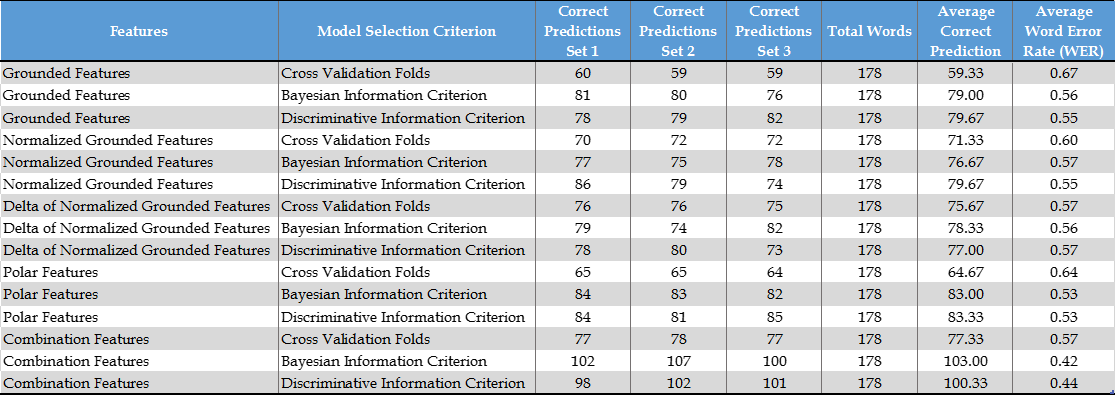 Features Model Selection Criterion Correct Predictions Set 1 Correct Predictions Set 2 Correct Predictions Set 3 Total Words Average Correct Prediction Average Word Error Rate (WER)
Grounded Features Cross Validation Folds 60 59 59 178 59.33 0.67
Grounded Features Bayesian Information Criterion 81 80 76 178 79.00 0.56
Grounded Features Discriminative Information Criterion 78 79 82 178 79.67 0.55
Normalized Grounded Features Cross Validation Folds 70 72 72 178 71.33 0.60
Normalized Grounded Features Bayesian Information Criterion 77 75 78 178 76.67 0.57
Normalized Grounded Features Discriminative Information Criterion 86 79 74 178 79.67 0.55
Delta of Normalized Grounded Features Cross Validation Folds 76 76 75 178 75.67 0.57
Delta of Normalized Grounded Features Bayesian Information Criterion 79 74 82 178 78.33 0.56
Delta of Normalized Grounded Features Discriminative Information Criterion 78 80 73 178 77.00 0.57
Polar Features Cross Validation Folds 65 65 64 178 64.67 0.64
Polar Features Bayesian Information Criterion 84 83 82 178 83.00 0.53
Polar Features Discriminative Information Criterion 84 81 85 178 83.33 0.53
Combination Features Cross Validation Folds 77 78 77 178 77.33 0.57
Combination Features Bayesian Information Criterion 102 107 100 178 103.00 0.42
Combination Features Discriminative Information Criterion 98 102 101 178 100.33 0.44